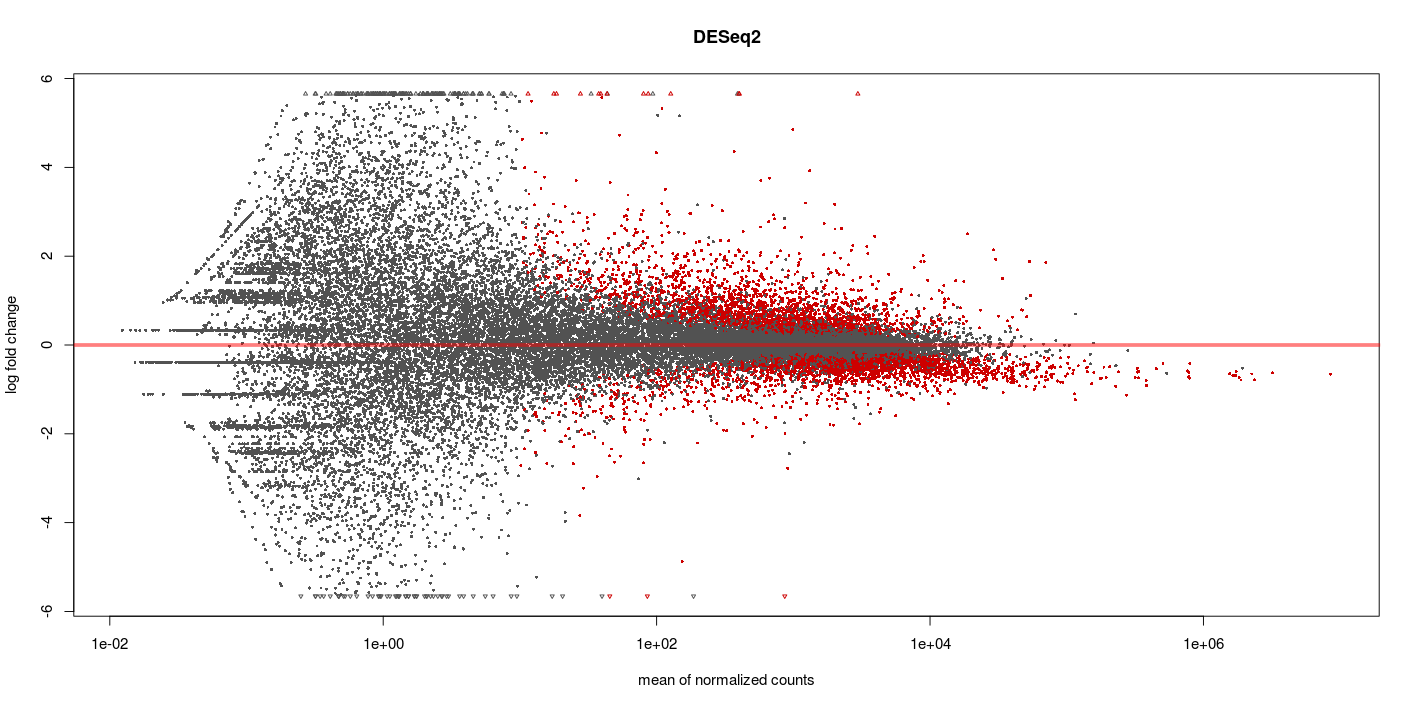 DESeq2
log fold change
6
4
2
0
-2
-4
-6
1e-02
1e+00
1e+02
1e+04
1e+06
mean of normalized counts